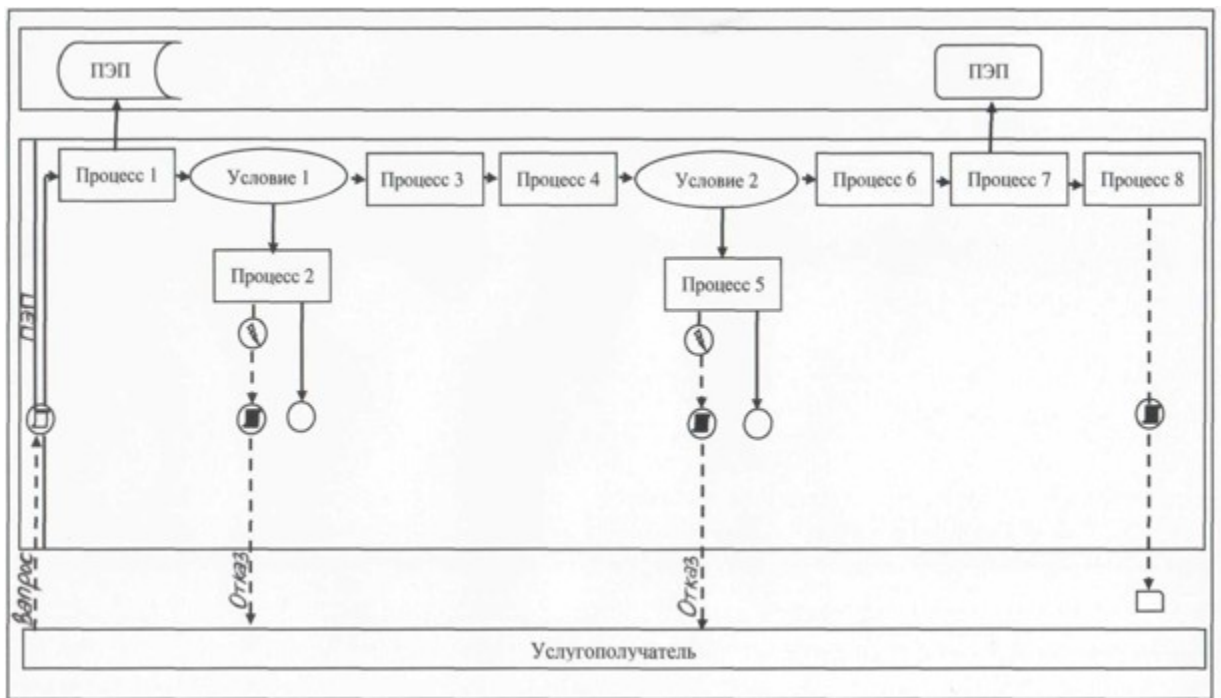 ПЭП
ПЭП
Процесс 1
Условие 1
Процесс 3
Процесс 4
Условие 2
Процесс 6
Процесс 7
Процесс 8
Процесс 2
Процесс 5
ПЭП
Вапрос
Отказ
Отказ
Услугополучатель